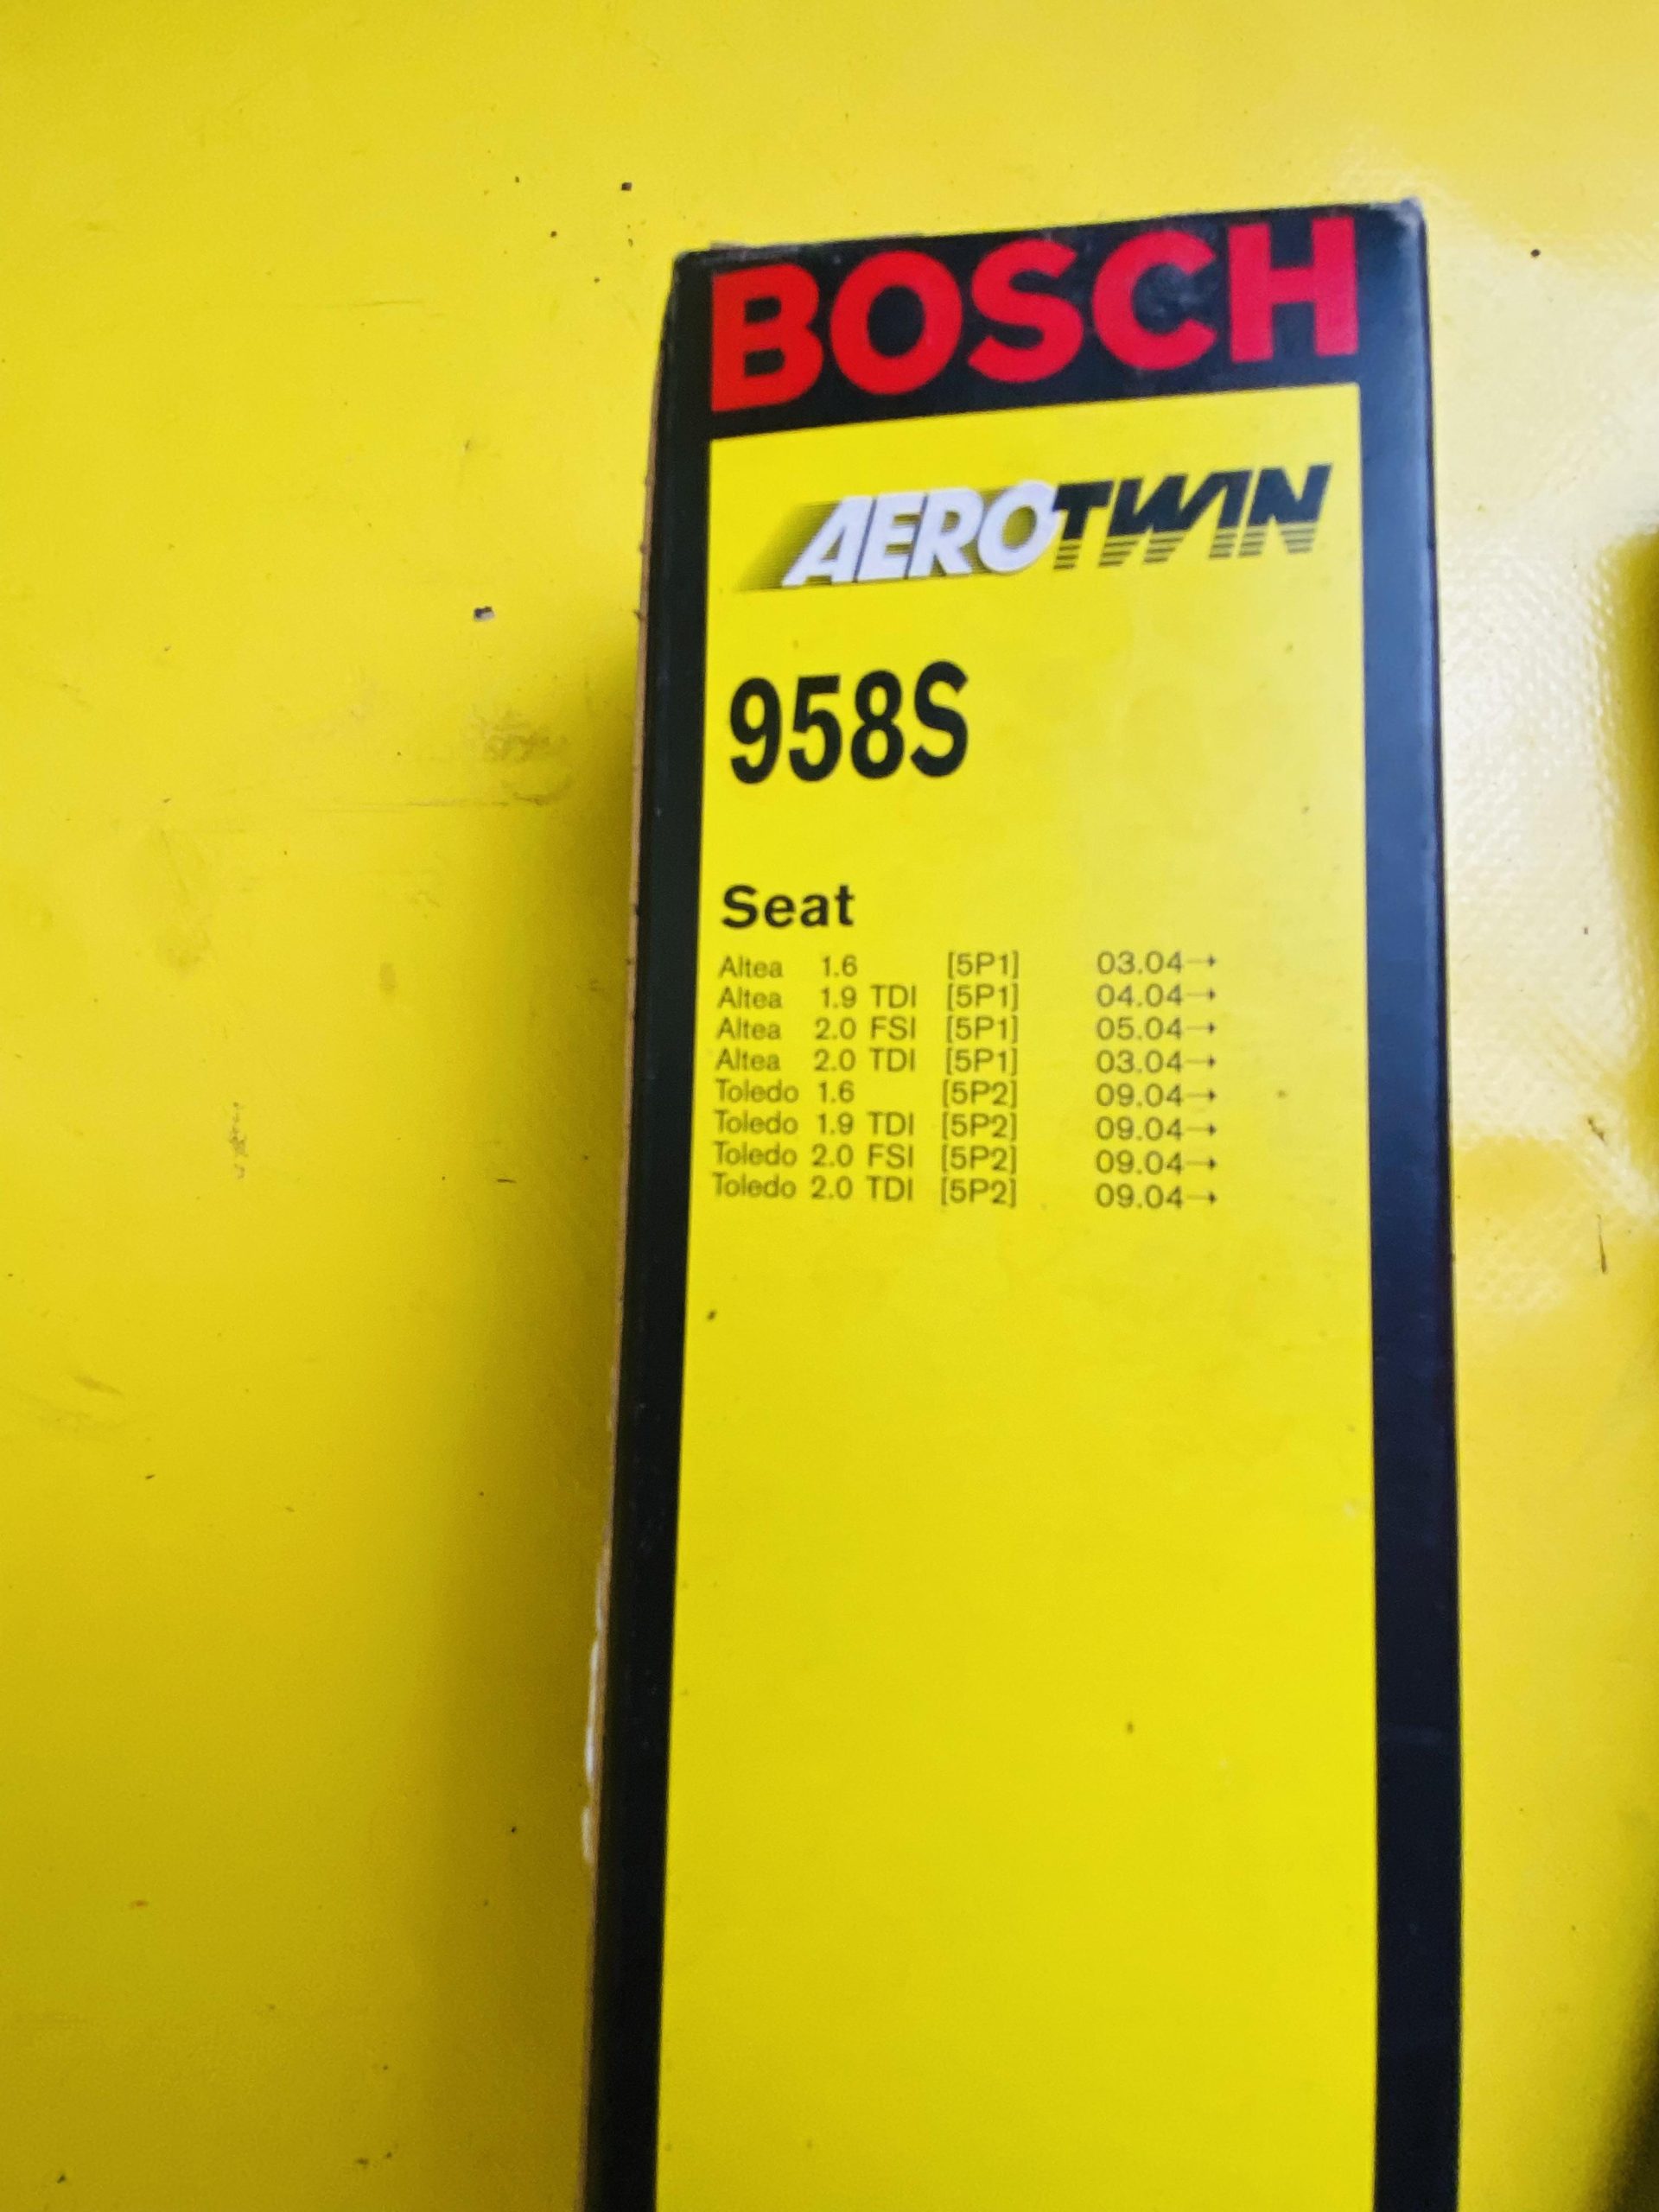 BOSCH
AEROTWIN
958S
Seat
Altea 1.6 [5P1] 03.04→
Altea 1.9 TDI [5P1] 04.04→
Altea 2.0 FSI [5P1] 05.04→
Altea 2.0 TDI [5P1] 03.04→
Toledo 1.6 [5P2] 09.04→
Toledo 1.9 TDI [5P2] 09.04→
Toledo 2.0 FSI [5P2] 09.04→
Toledo 2.0 TDI [5P2] 09.04→